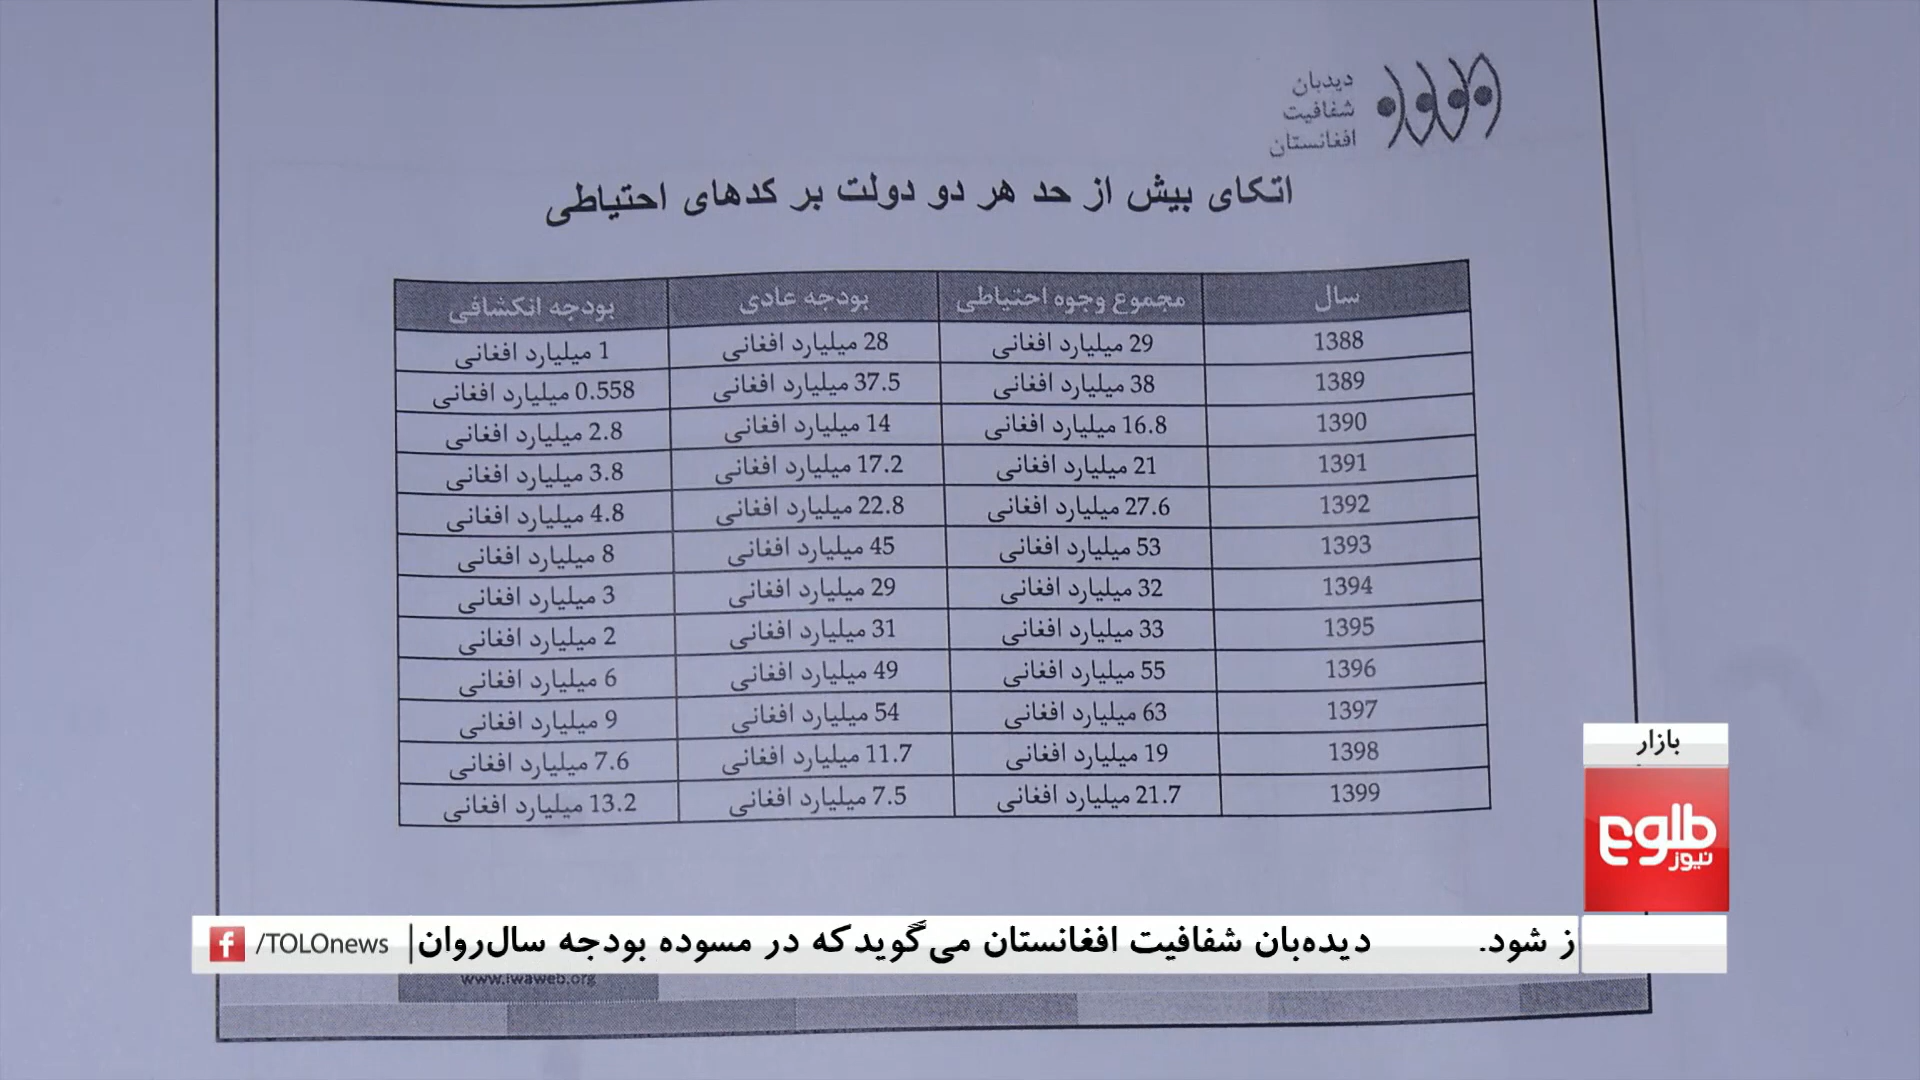 دیدبان
شفافیت
افغانستان
اتکای بیش از حد هر دو دولت بر کدهای احتیاطی
سال مجموع وجوه احتیاطی بودجه عادی بودجه انکشافی
1388 29 میلیارد افغانی 28 میلیارد افغانی 1 میلیارد افغانی
1389 38 میلیارد افغانی 37.5 میلیارد افغانی 0.558 میلیارد افغانی
1390 16.8 میلیارد افغانی 14 میلیارد افغانی 2.8 میلیارد افغانی
1391 21 میلیارد افغانی 17.2 میلیارد افغانی 3.8 میلیارد افغانی
1392 27.6 میلیارد افغانی 22.8 میلیارد افغانی 4.8 میلیارد افغانی
1393 53 میلیارد افغانی 45 میلیارد افغانی 8 میلیارد افغانی
1394 32 میلیارد افغانی 29 میلیارد افغانی 3 میلیارد افغانی
1395 33 میلیارد افغانی 31 میلیارد افغانی 2 میلیارد افغانی
1396 55 میلیارد افغانی 49 میلیارد افغانی 6 میلیارد افغانی
1397 63 میلیارد افغانی 54 میلیارد افغانی 9 میلیارد افغانی
1398 19 میلیارد افغانی 11.7 میلیارد افغانی 7.6 میلیارد افغانی
1399 21.7 میلیارد افغانی 7.5 میلیارد افغانی 13.2 میلیارد افغانی
بازار
طلوع
نیوز
ز شود. دیده‌بان شفافیت افغانستان می‌گوید که در مسوده بودجه سال‌روان
/TOLOnews
www.iwaweb.org